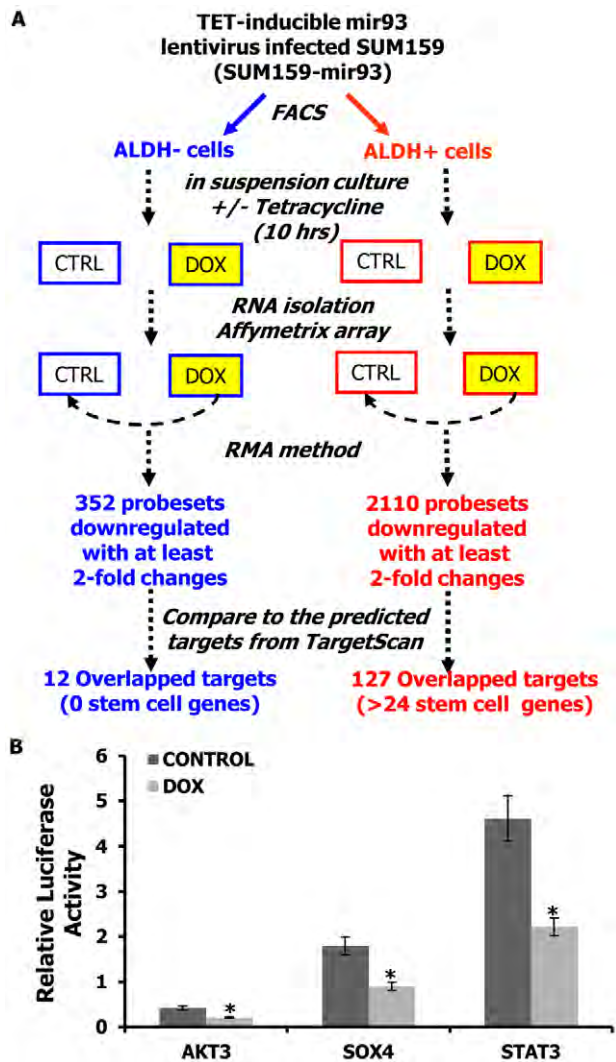 A
TET-inducible mir93
lentivirus infected SUM159
(SUM159-mir93)
FACS
ALDH- cells
ALDH+ cells
in suspension culture
+/- Tetracycline
(10 hrs)
CTRL
DOX
CTRL
DOX
RNA isolation
Affymetrix array
CTRL
DOX
CTRL
DOX
RMA method
352 probesets
downregulated
with at least
2-fold changes
2110 probesets
downregulated
with at least
2-fold changes
Compare to the predicted
targets from TargetScan
12 Overlapped targets
(0 stem cell genes)
127 Overlapped targets
(>24 stem cell genes)
B
CONTROL
DOX
Relative Luciferase
Activity
6
5
4
3
2
1
0
*
*
*
AKT3
SOX4
STAT3